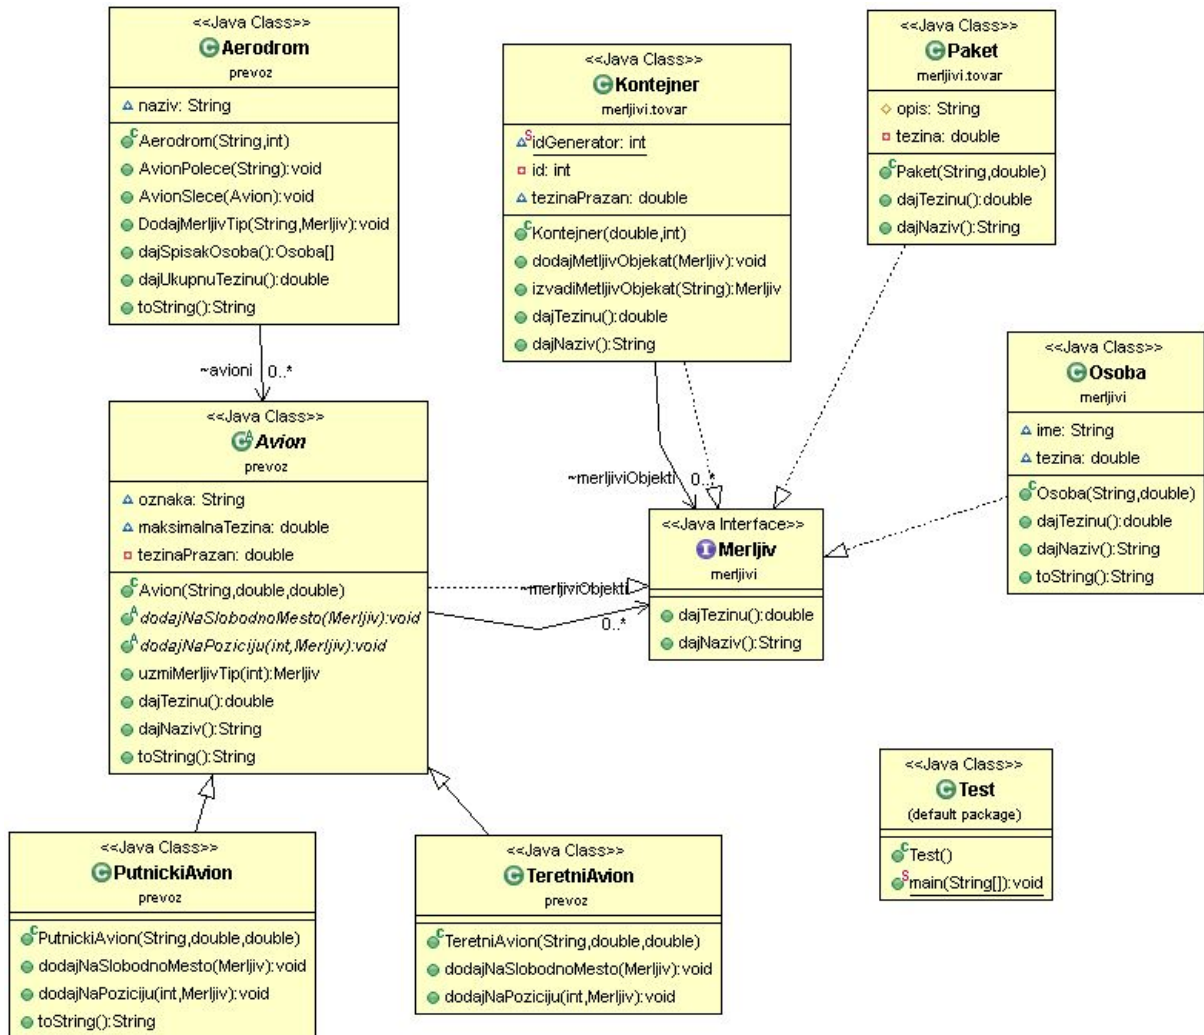 <<Java Class>>
Aerodrom
prevoz
naziv: String
Aerodrom(String,int)
AvionPolece(String):void
AvionSlece(Avion):void
DodajMerljivTip(String,Merljiv):void
dajSpisakOsoba():Osoba[]
dajUkupnuTezinu():double
toString():String
<<Java Class>>
Kontejner
merljivi.tovar
idGenerator: int
id: int
tezinaPrazan: double
Kontejner(double,int)
dodajMetljivObjekat(Merljiv):void
izvadiMetljivObjekat(String):Merljiv
dajTezinu():double
dajNaziv():String
<<Java Class>>
Paket
merljivi.tovar
opis: String
tezina: double
Paket(String,double)
dajTezinu():double
dajNaziv():String
<<Java Class>>
Osoba
merljivi
ime: String
tezina: double
Osoba(String,double)
dajTezinu():double
dajNaziv():String
toString():String
~avioni 0..*
<<Java Class>>
Avion
prevoz
oznaka: String
maksimalnaTezina: double
tezinaPrazan: double
Avion(String,double,double)
dodajNaSlobodnoMesto(Merljiv):void
dodajNaPoziciju(int,Merljiv):void
uzmiMerljivTip(int):Merljiv
dajTezinu():double
dajNaziv():String
toString():String
~merljiviObjekti 0..*
<<Java Interface>>
Merljiv
merljivi
dajTezinu():double
dajNaziv():String
~merljiviObjekti
0..*
<<Java Class>>
Test
(default package)
Test()
main(String[]):void
<<Java Class>>
PutnickiAvion
prevoz
PutnickiAvion(String,double,double)
dodajNaSlobodnoMesto(Merljiv):void
dodajNaPoziciju(int,Merljiv):void
toString():String
<<Java Class>>
TeretniAvion
prevoz
TeretniAvion(String,double,double)
dodajNaSlobodnoMesto(Merljiv):void
dodajNaPoziciju(int,Merljiv):void